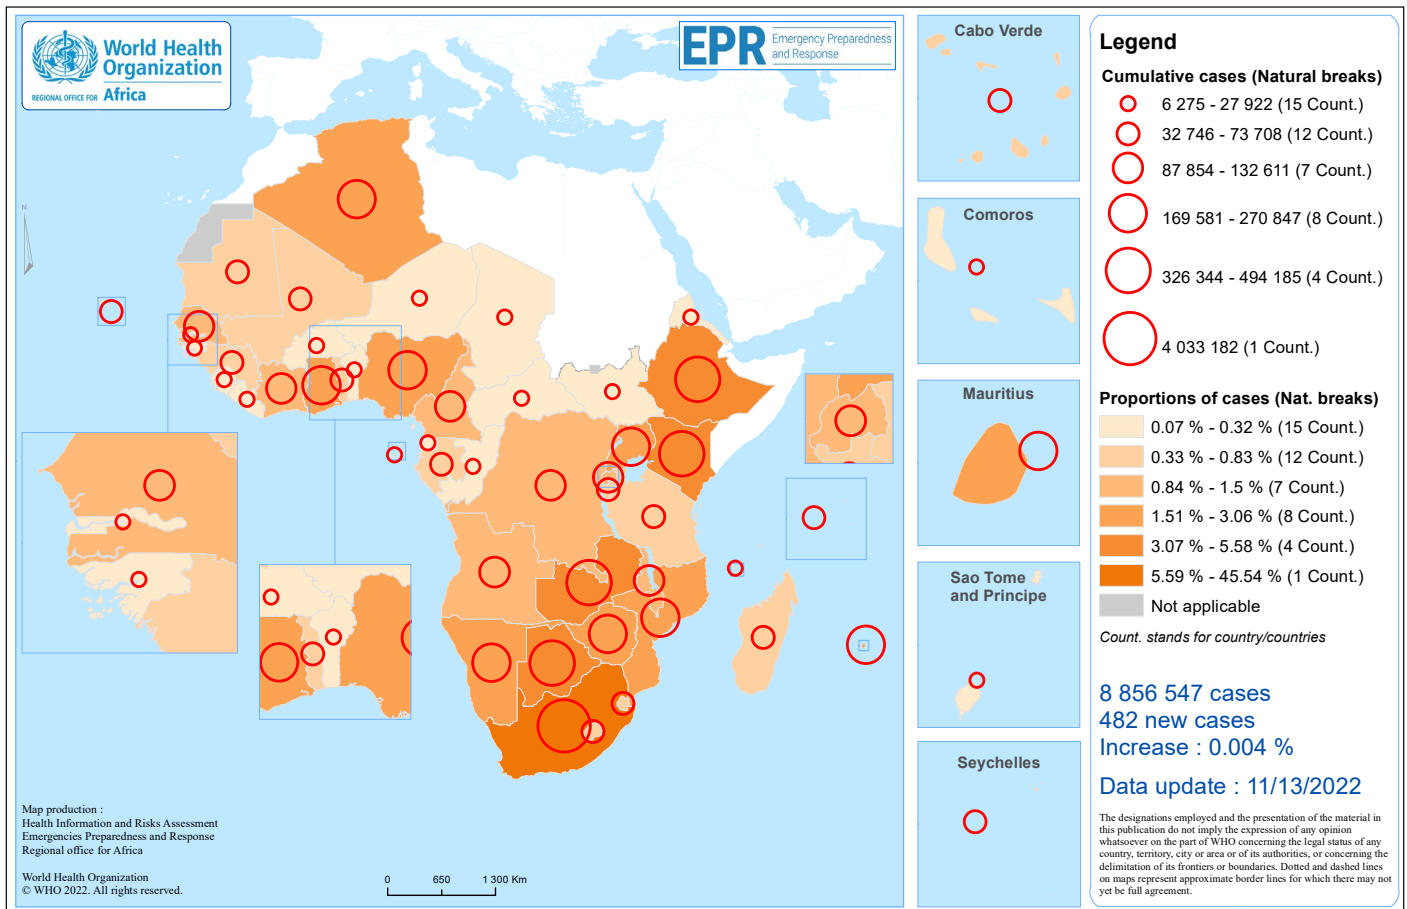 World Health
Organization
REGIONAL OFFICE FOR Africa
EPR Emergency Preparedness
and Response
N
Cabo Verde
Comoros
Mauritius
Sao Tome
and Principe
Seychelles
Legend
Cumulative cases (Natural breaks)
6 275 - 27 922 (15 Count.)
32 746 - 73 708 (12 Count.)
87 854 - 132 611 (7 Count.)
169 581 - 270 847 (8 Count.)
326 344 - 494 185 (4 Count.)
4 033 182 (1 Count.)
Proportions of cases (Nat. breaks)
0.07 % - 0.32 % (15 Count.)
0.33 % - 0.83 % (12 Count.)
0.84 % - 1.5 % (7 Count.)
1.51 % - 3.06 % (8 Count.)
3.07 % - 5.58 % (4 Count.)
5.59 % - 45.54 % (1 Count.)
Not applicable
Count. stands for country/countries
8 856 547 cases
482 new cases
Increase : 0.004 %
Data update : 11/13/2022
The designations employed and the presentation of the material in
this publication do not imply the expression of any opinion
whatsoever on the part of WHO concerning the legal status of any
country, territory, city or area or of its authorities, or concerning the
delimitation of its frontiers or boundaries. Dotted and dashed lines
on maps represent approximate border lines for which there may not
yet be full agreement.
Map production :
Health Information and Risks Assessment
Emergencies Preparedness and Response
Regional office for Africa
World Health Organization
© WHO 2022. All rights reserved.
0 650 1 300 Km